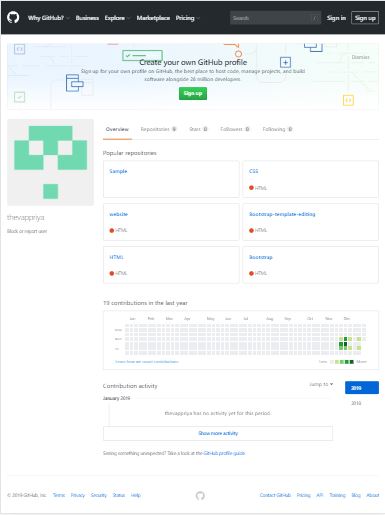 Why GitHub? Business Explore Marketplace Pricing Search / Sign in Sign up
Create your own GitHub profile
Dismiss
Sign up for your own profile on GitHub, the best place to host code, manage projects, and build
software alongside 28 million developers.
Sign up
Overview Repositories Stars 0 Followers 0 Following 0
Popular repositories
Sample
CSS
HTML
website
HTML
Bootstrap-template-editing
HTML
HTML
HTML
Bootstrap
HTML
thevappriya
Block or report user
19 contributions in the last year
Jan Feb Mar Apr May Jun Jul Aug Sep Oct Nov Dec
Learn how we count contributions
Less More
Contribution activity
Jump to
2019
2018
January 2019
thevappriya has no activity yet for this period.
Show more activity
Seeing something unexpected? Take a look at the GitHub profile guide.
© 2019 GitHub, Inc. Terms Privacy Security Status Help
Contact GitHub Pricing API Training Blog About